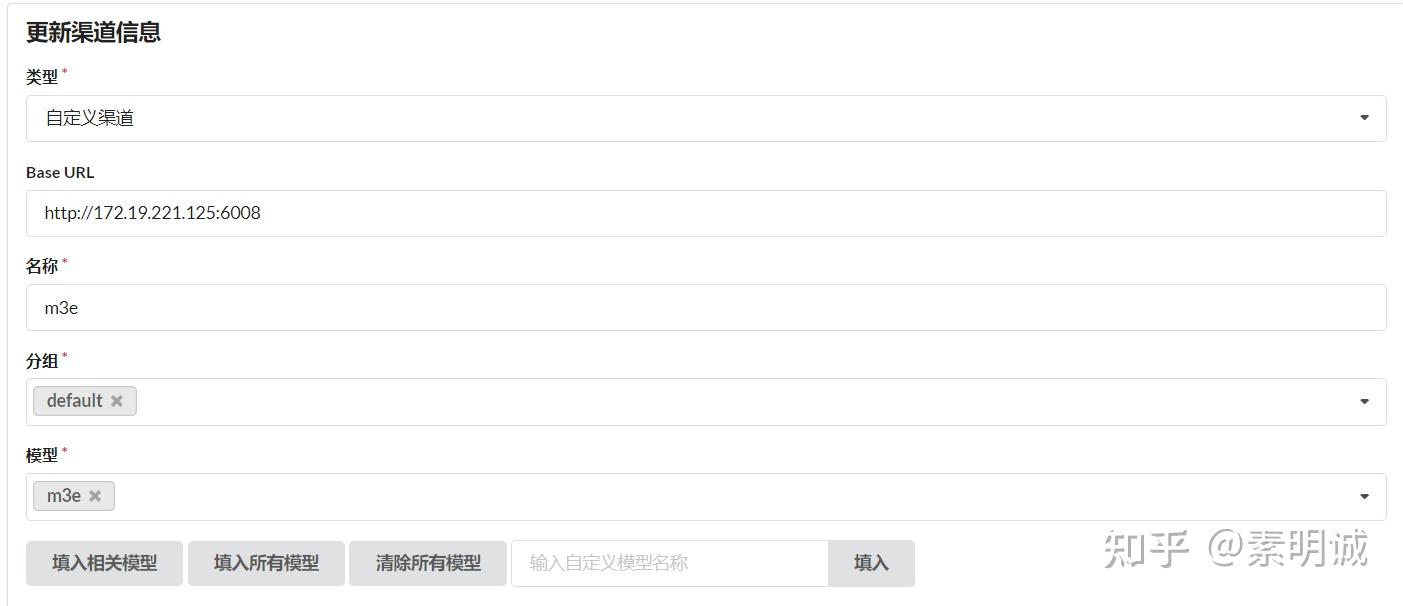 更新渠道信息
类型*
自定义渠道
Base URL
http://172.19.221.125:6008
名称*
m3e
分组*
default
模型*
m3e
填入相关模型 填入所有模型 清除所有模型 输入自定义模型名称 填入
知乎 @素明诚